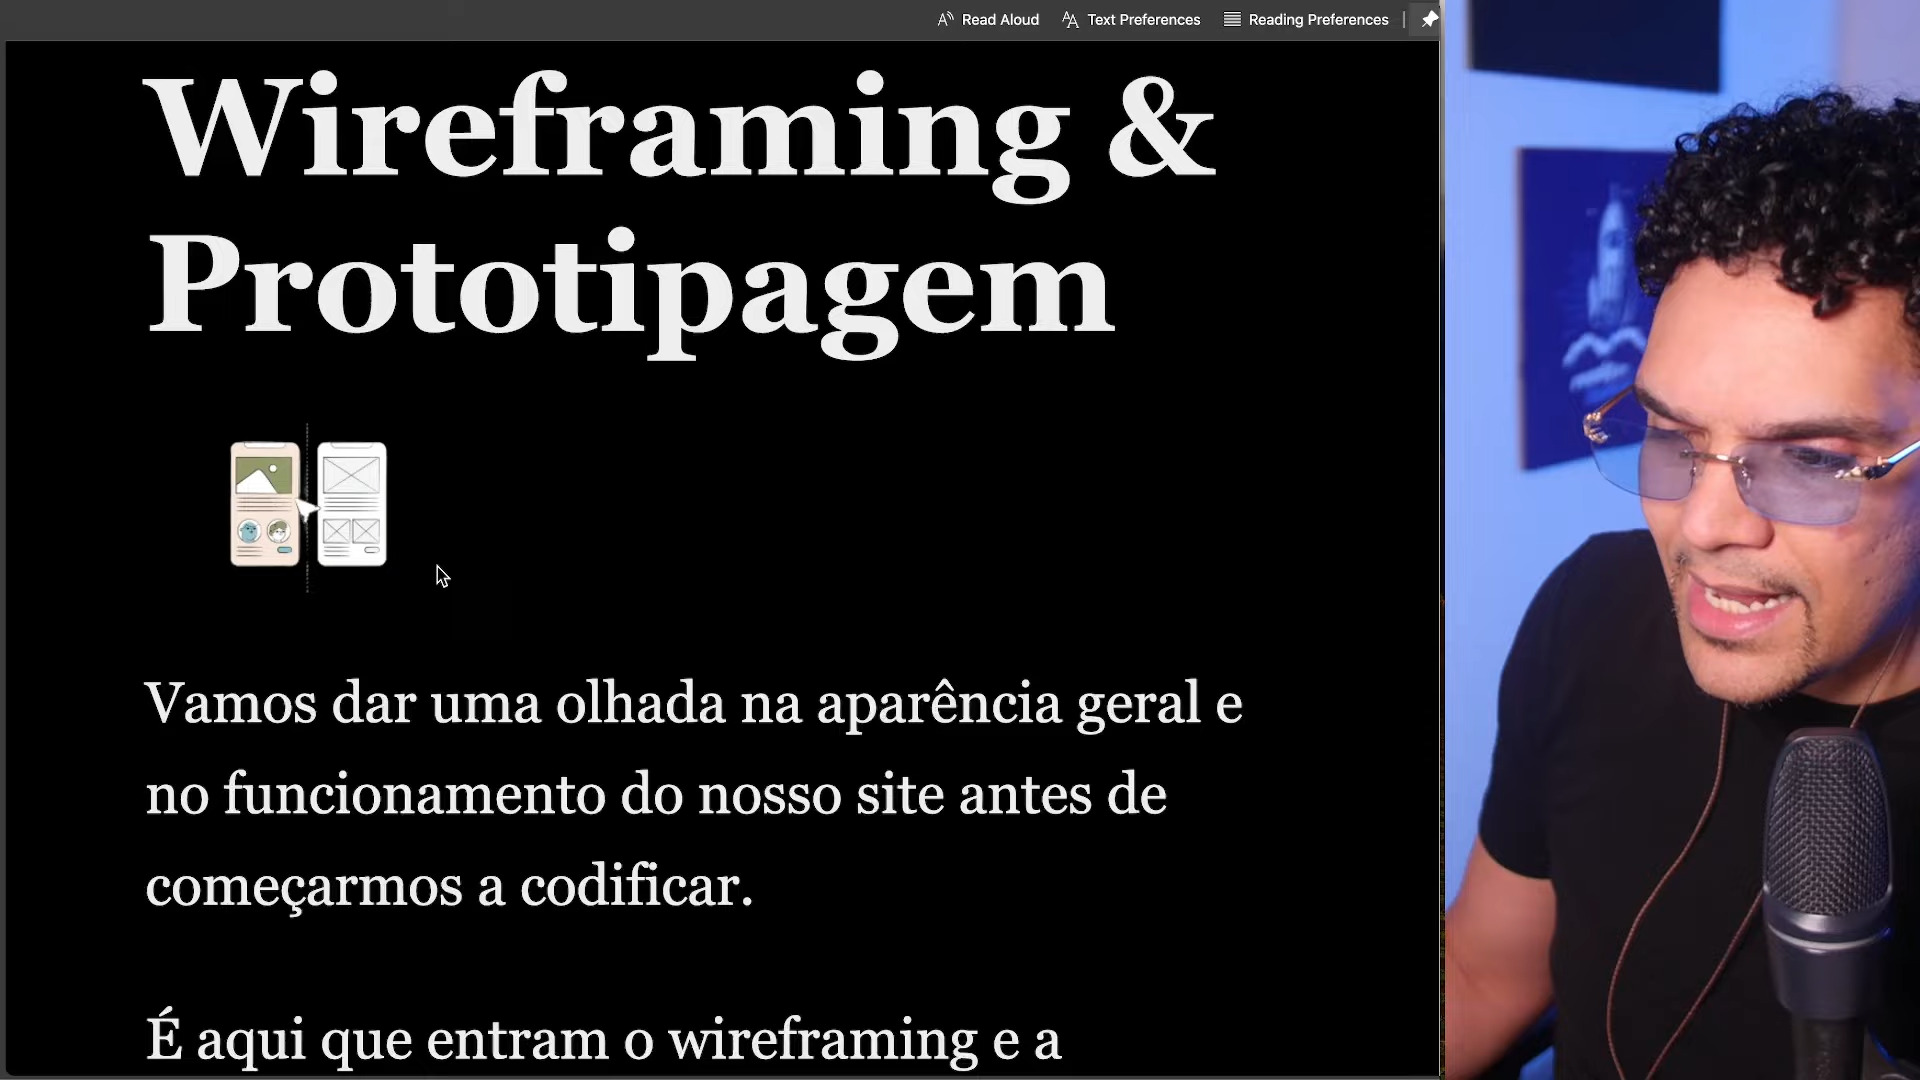 Read Aloud Text Preferences Reading Preferences
Wireframing &
Prototipagem
Vamos dar uma olhada na aparência geral e
no funcionamento do nosso site antes de
começarmos a codificar.
É aqui que entram o wireframing e a